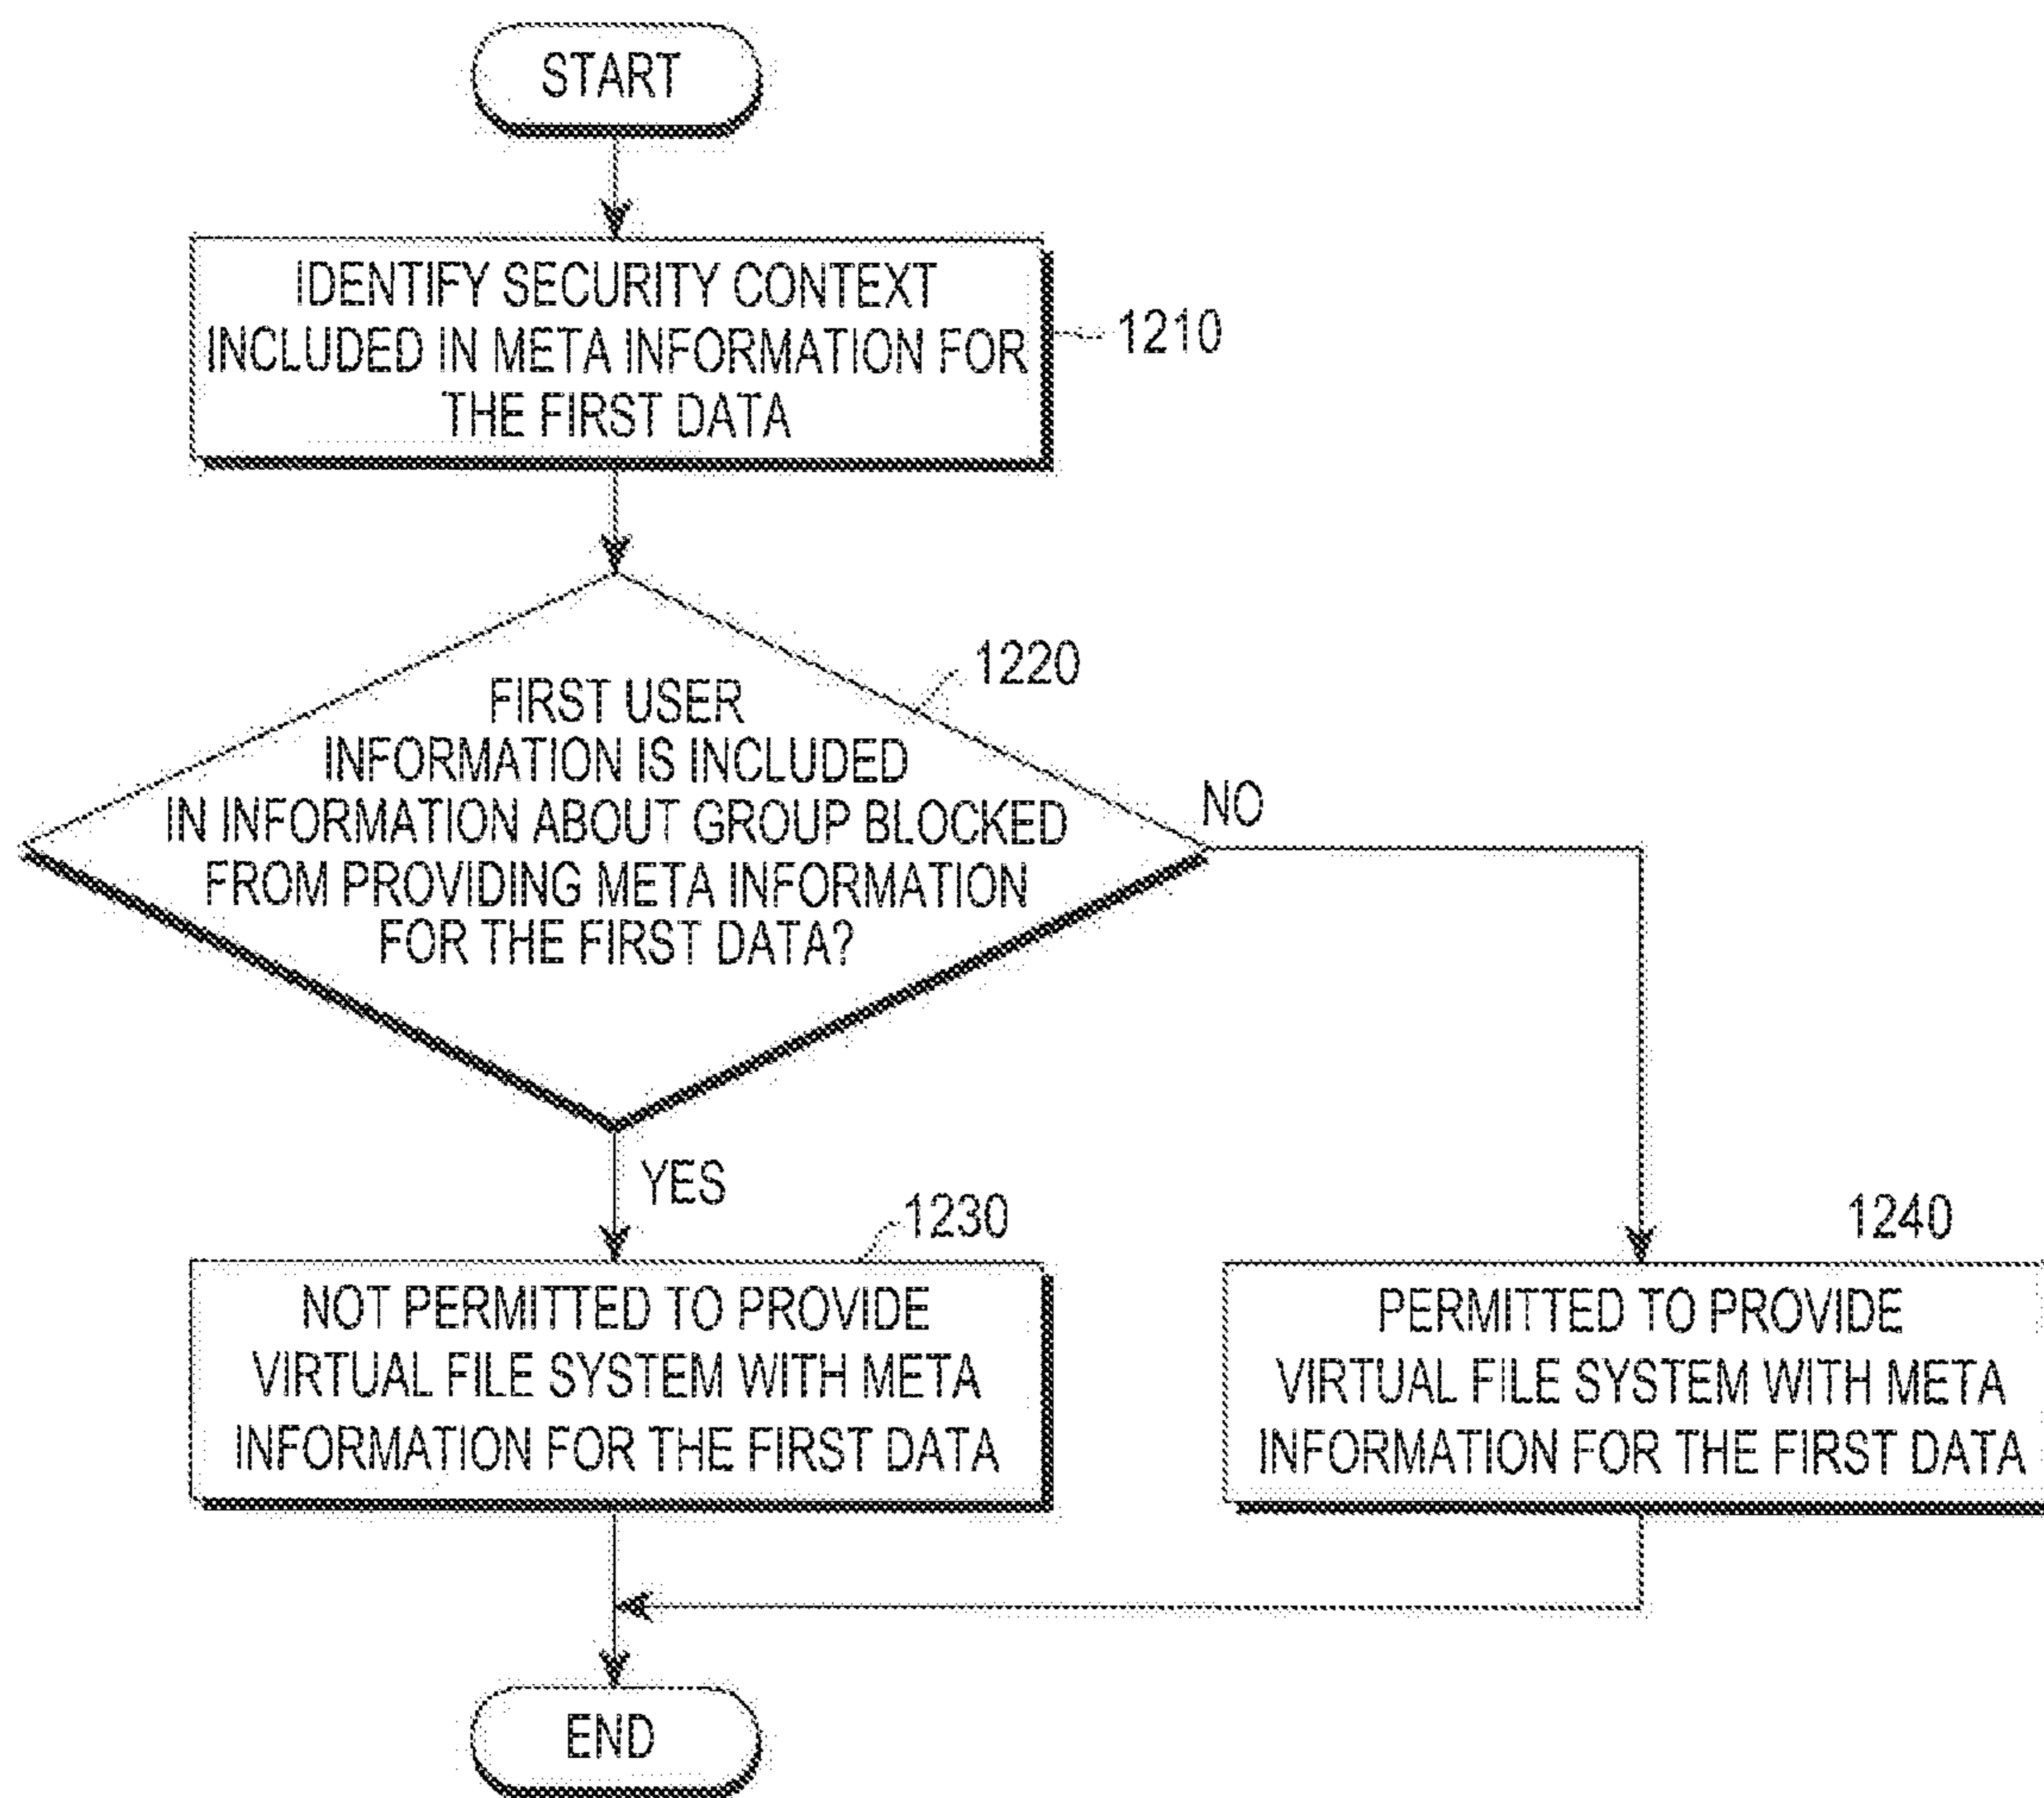 START
IDENTIFY SECURITY CONTEXT
INCLUDED IN META INFORMATION FOR
THE FIRST DATA
1210
1220
FIRST USER
INFORMATION IS INCLUDED
IN INFORMATION ABOUT GROUP BLOCKED
FROM PROVIDING META INFORMATION
FOR THE FIRST DATA?
NO
YES
1230
NOT PERMITTED TO PROVIDE
VIRTUAL FILE SYSTEM WITH META
INFORMATION FOR THE FIRST DATA
1240
PERMITTED TO PROVIDE
VIRTUAL FILE SYSTEM WITH META
INFORMATION FOR THE FIRST DATA
END